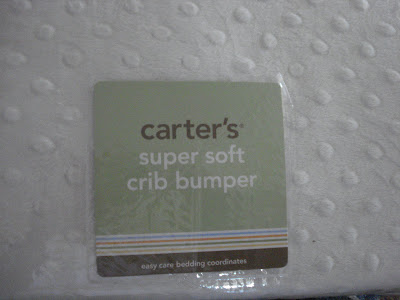 carter's®
super soft
crib bumper
easy care bedding coordinates